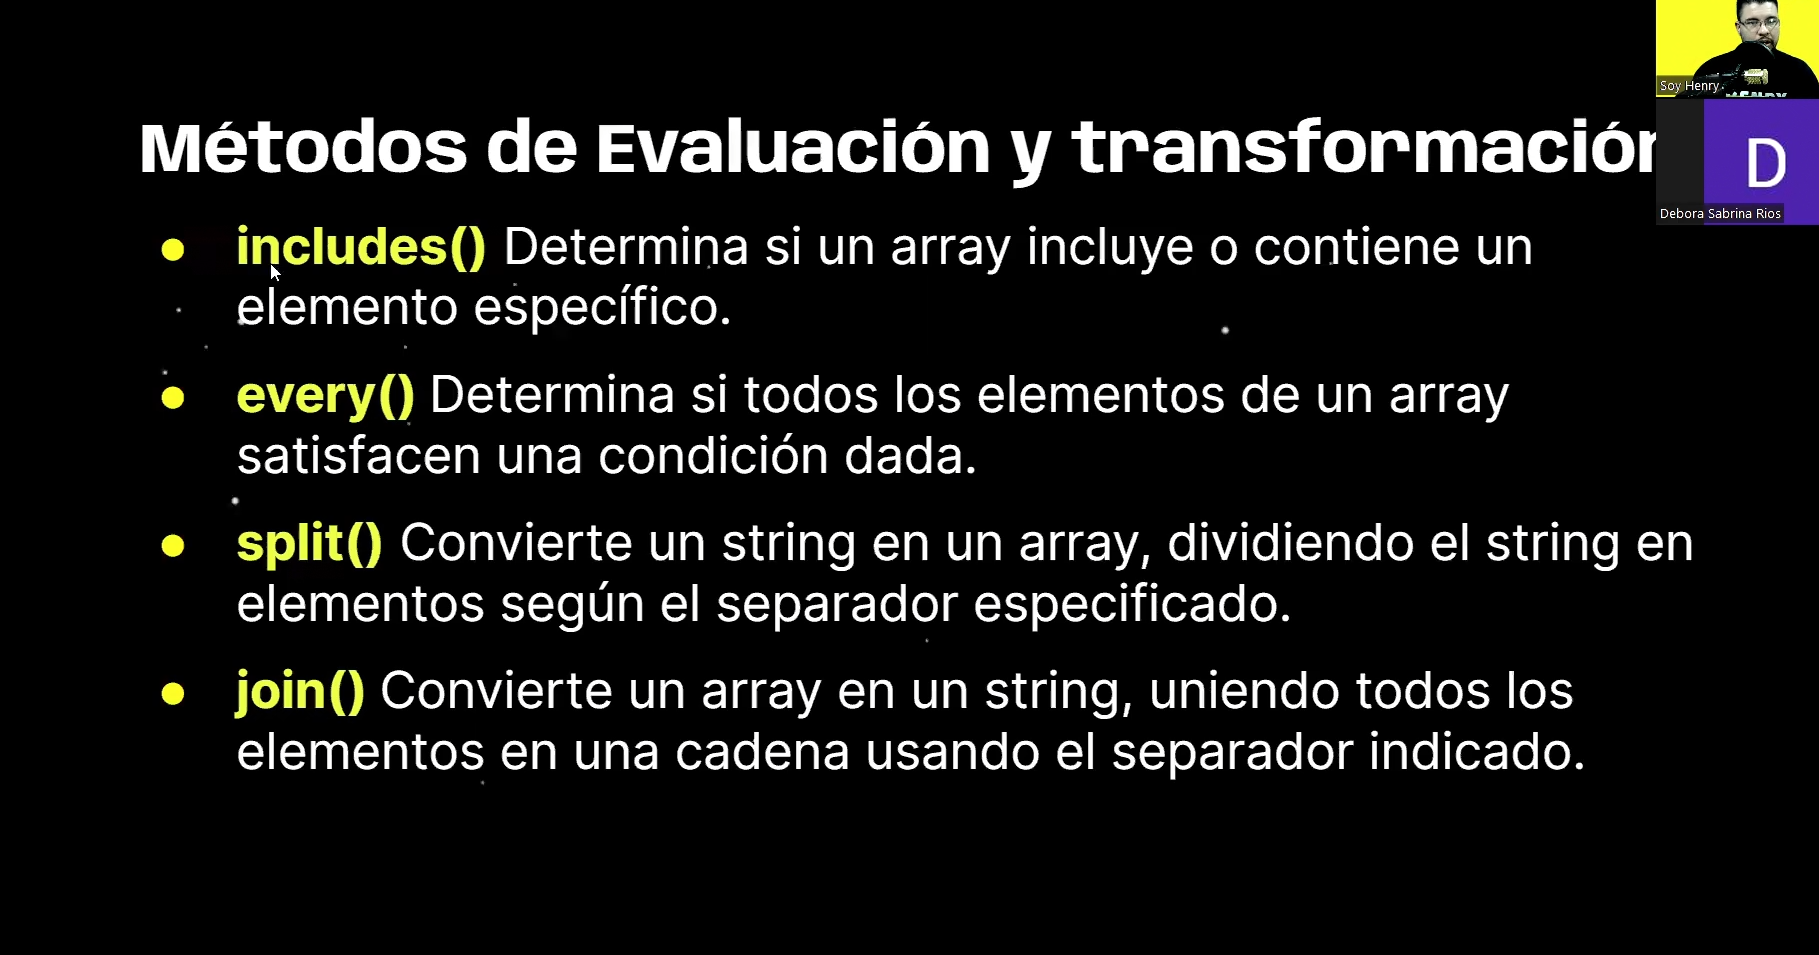 Soy Henry
Métodos de Evaluación y transformación
D
Debora Sabrina Rios
includes() Determina si un array incluye o contiene un
elemento específico.
every() Determina si todos los elementos de un array
satisfacen una condición dada.
split() Convierte un string en un array, dividiendo el string en
elementos según el separador especificado.
join() Convierte un array en un string, uniendo todos los
elementos en una cadena usando el separador indicado.